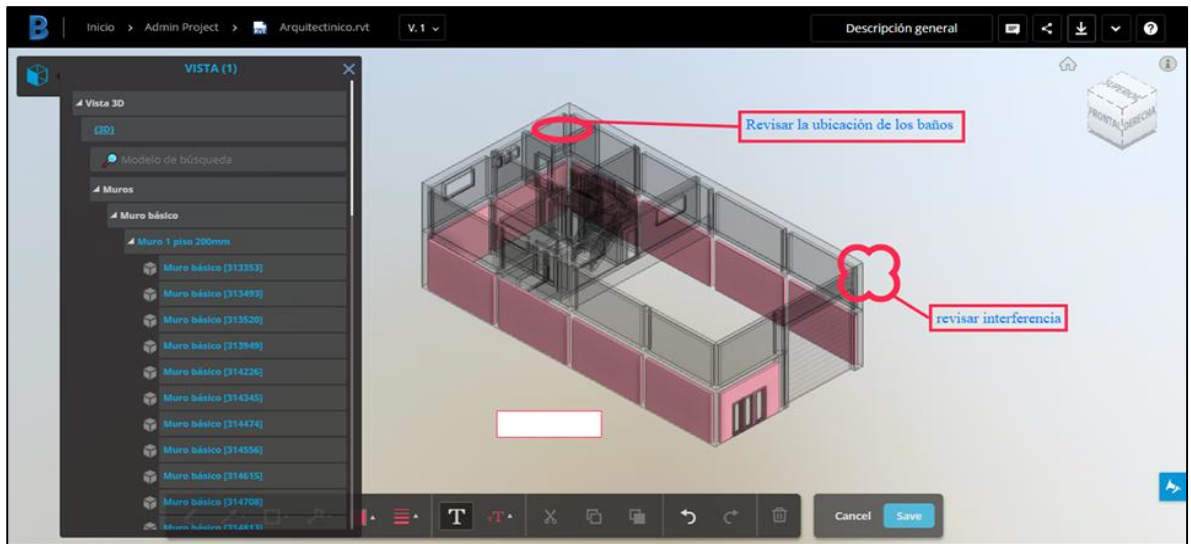 Inicio > Admin Project > Arquitectinico.rvt V. 1
Descripción general
VISTA (1)
Vista 3D
{3D}
Modelo de búsqueda
Muros
Muro básico
Muro 1 piso 200mm
Muro básico [313353]
Muro básico [313493]
Muro básico [313520]
Muro básico [313949]
Muro básico [314226]
Muro básico [314345]
Muro básico [314474]
Muro básico [314556]
Muro básico [314615]
Muro básico [314708]
Muro básico [314813]
Revisar la ubicación de los baños
revisar interferencia
SUPERIOR
FRONTAL
DERECHA
T
T
Cancel
Save